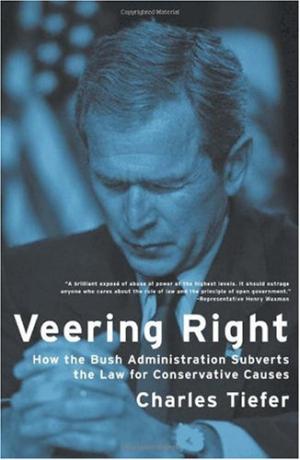 "A brilliant exposé of abuse of power at the highest levels. It should outrage
anyone who cares about the rule of law and the principle of open government."
—Representative Henry Waxman
Veering Right
How the Bush Administration Subverts
the Law for Conservative Causes
Charles Tiefer